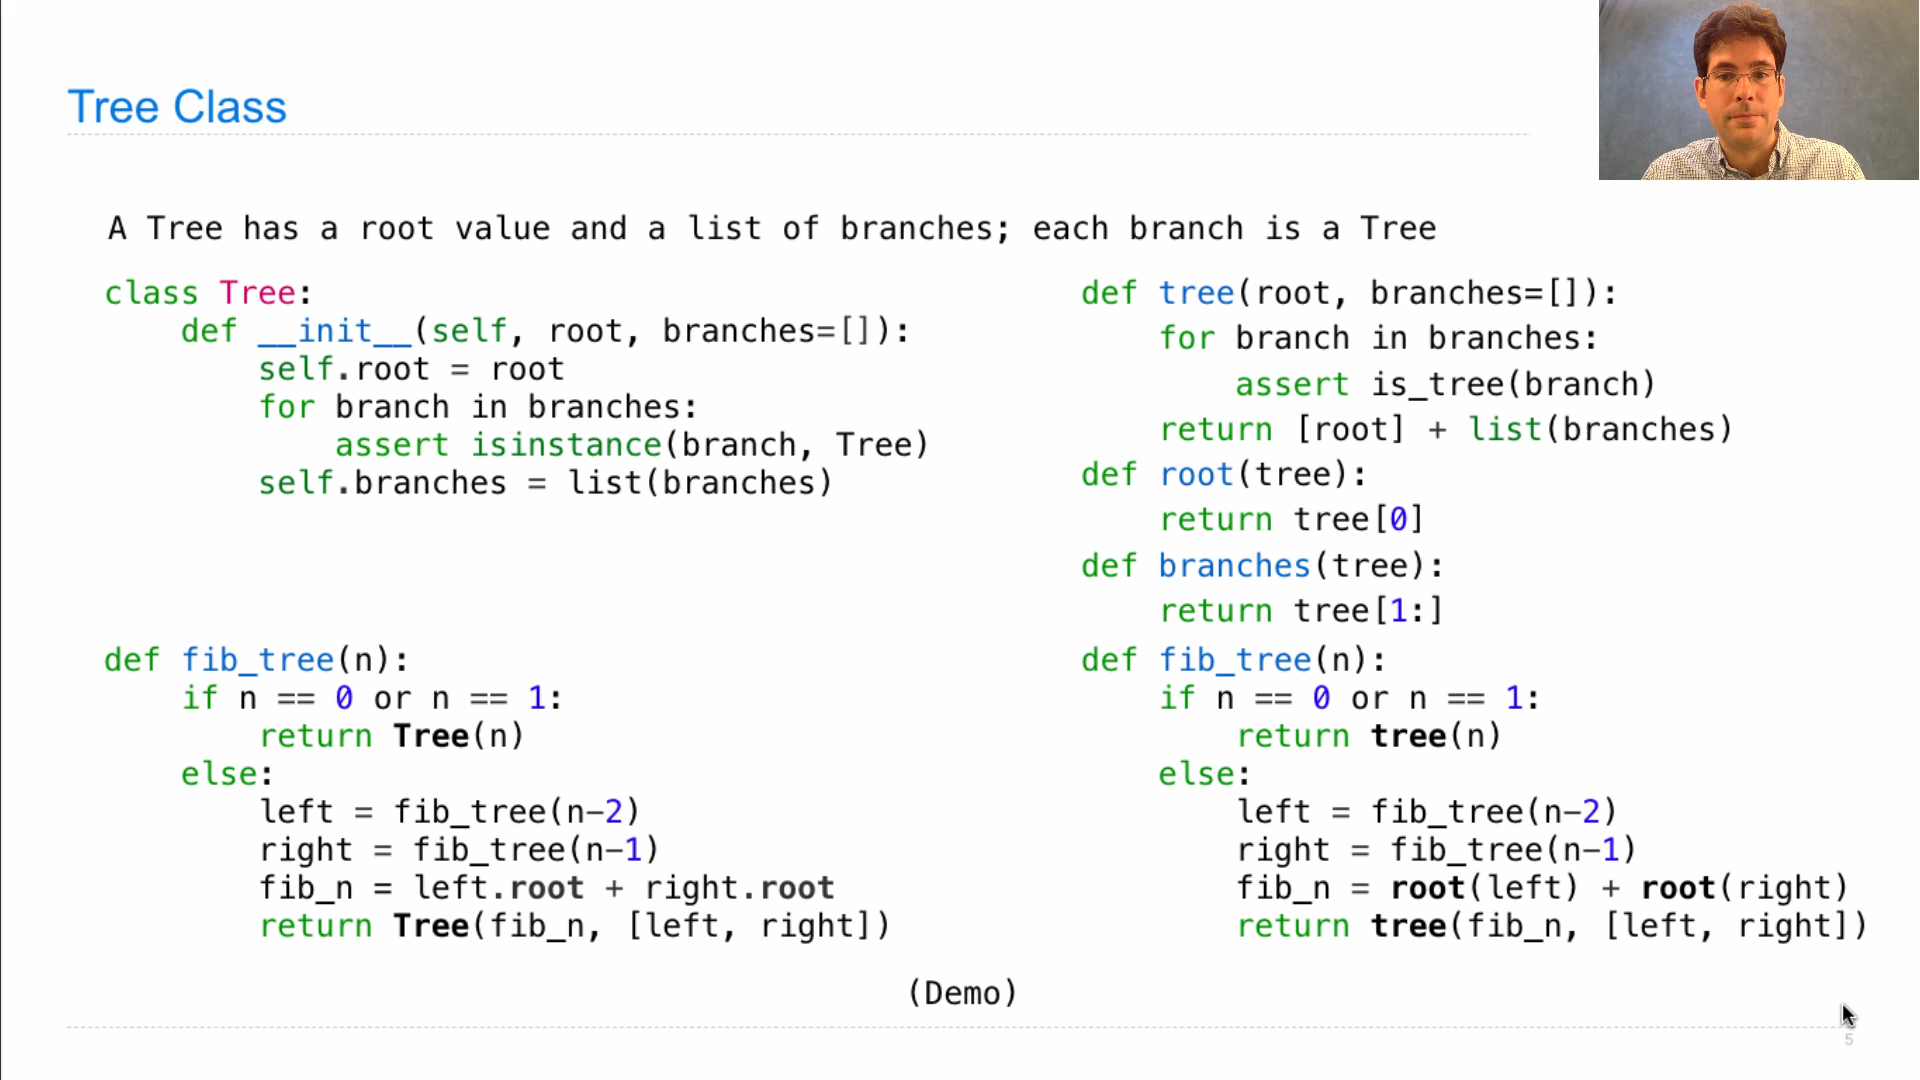 Tree Class
A Tree has a root value and a list of branches; each branch is a Tree
class Tree:
    def __init__(self, root, branches=[]):
        self.root = root
        for branch in branches:
            assert isinstance(branch, Tree)
        self.branches = list(branches)
def fib_tree(n):
    if n == 0 or n == 1:
        return Tree(n)
    else:
        left = fib_tree(n-2)
        right = fib_tree(n-1)
        fib_n = left.root + right.root
        return Tree(fib_n, [left, right])
def tree(root, branches=[]):
    for branch in branches:
        assert is_tree(branch)
    return [root] + list(branches)
def root(tree):
    return tree[0]
def branches(tree):
    return tree[1:]
def fib_tree(n):
    if n == 0 or n == 1:
        return tree(n)
    else:
        left = fib_tree(n-2)
        right = fib_tree(n-1)
        fib_n = root(left) + root(right)
        return tree(fib_n, [left, right])
(Demo)
5